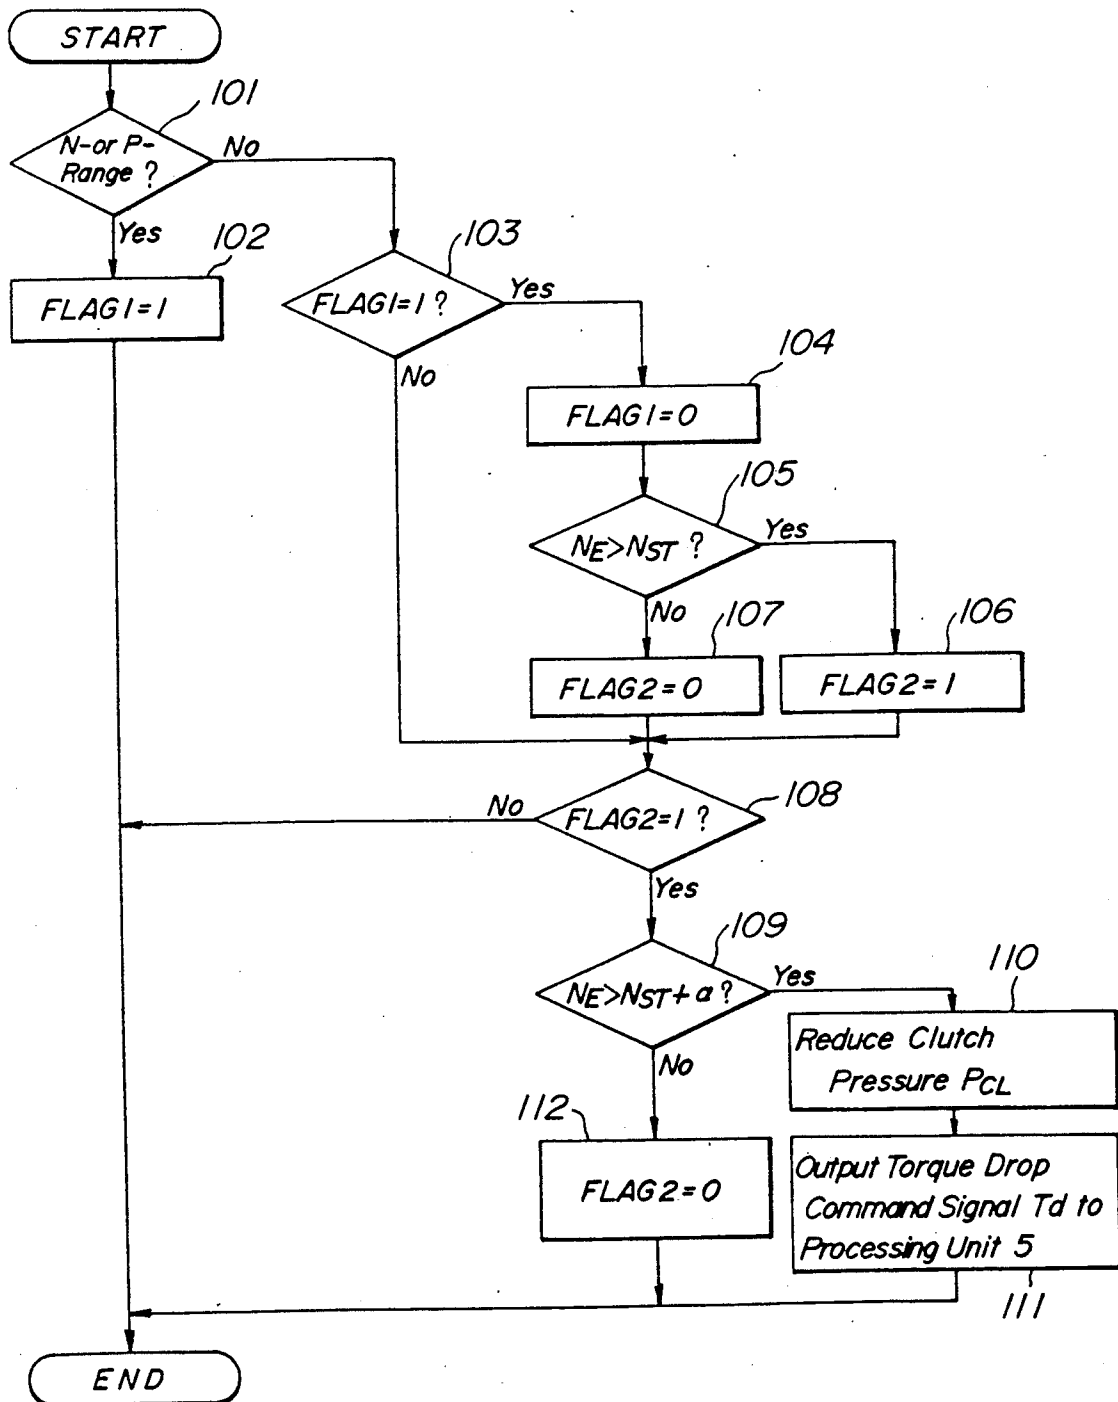 START
101
N-or P-
Range ?
No
Yes
102
FLAG1=1
103
FLAG1=1 ?
Yes
No
104
FLAG1=0
105
NE>NST ?
Yes
No
107
106
FLAG2=0
FLAG2=1
108
FLAG2=1 ?
No
Yes
109
NE>NST+α ?
Yes
No
110
Reduce Clutch
Pressure PCL
112
FLAG2=0
Output Torque Drop
Command Signal Td to
Processing Unit 5
111
END